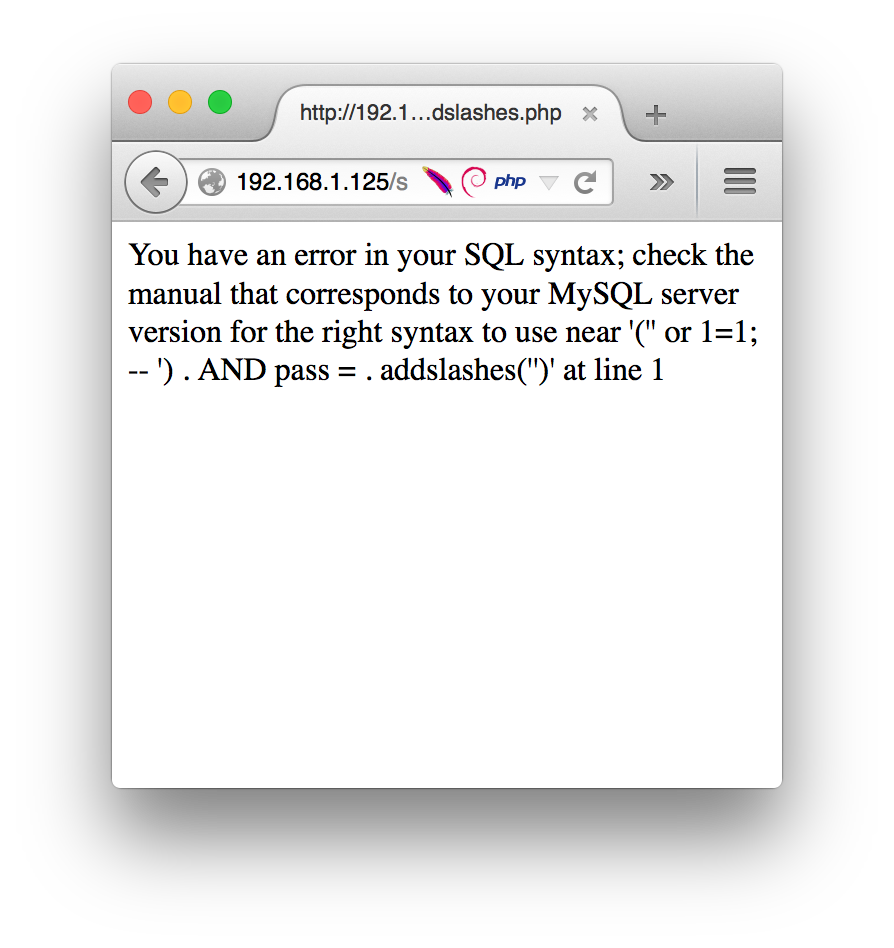 http://192.1...dslashes.php
192.168.1.125/s php
You have an error in your SQL syntax; check the
manual that corresponds to your MySQL server
version for the right syntax to use near '('' or 1=1;
-- ') . AND pass = . addslashes('')' at line 1